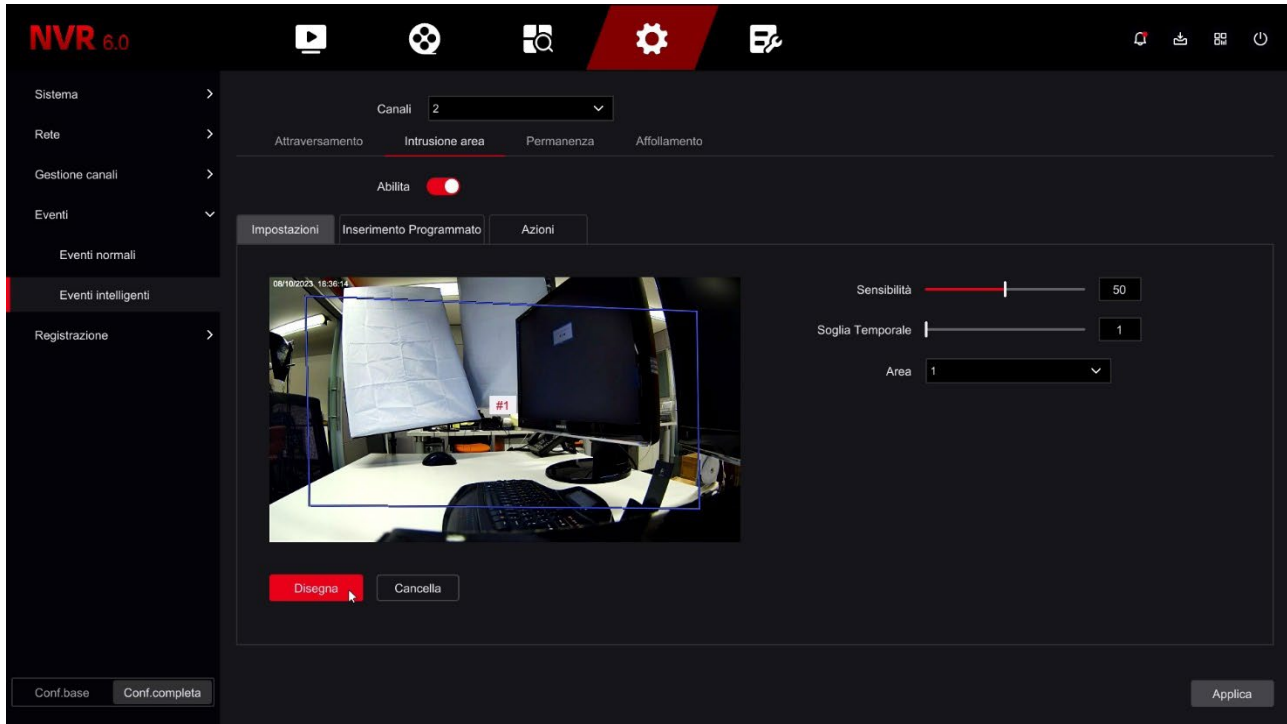 NVR 6.0
Sistema
Rete
Gestione canali
Eventi
Eventi normali
Eventi intelligenti
Registrazione
Conf.base Conf.completa
Canali 2
Attraversamento Intrusione area Permanenza Affollamento
Abilita
Impostazioni Inserimento Programmato Azioni
08/10/2023 16:36:14
#1
Sensibilità 50
Soglia Temporale 1
Area 1
Disegna Cancella
Applica